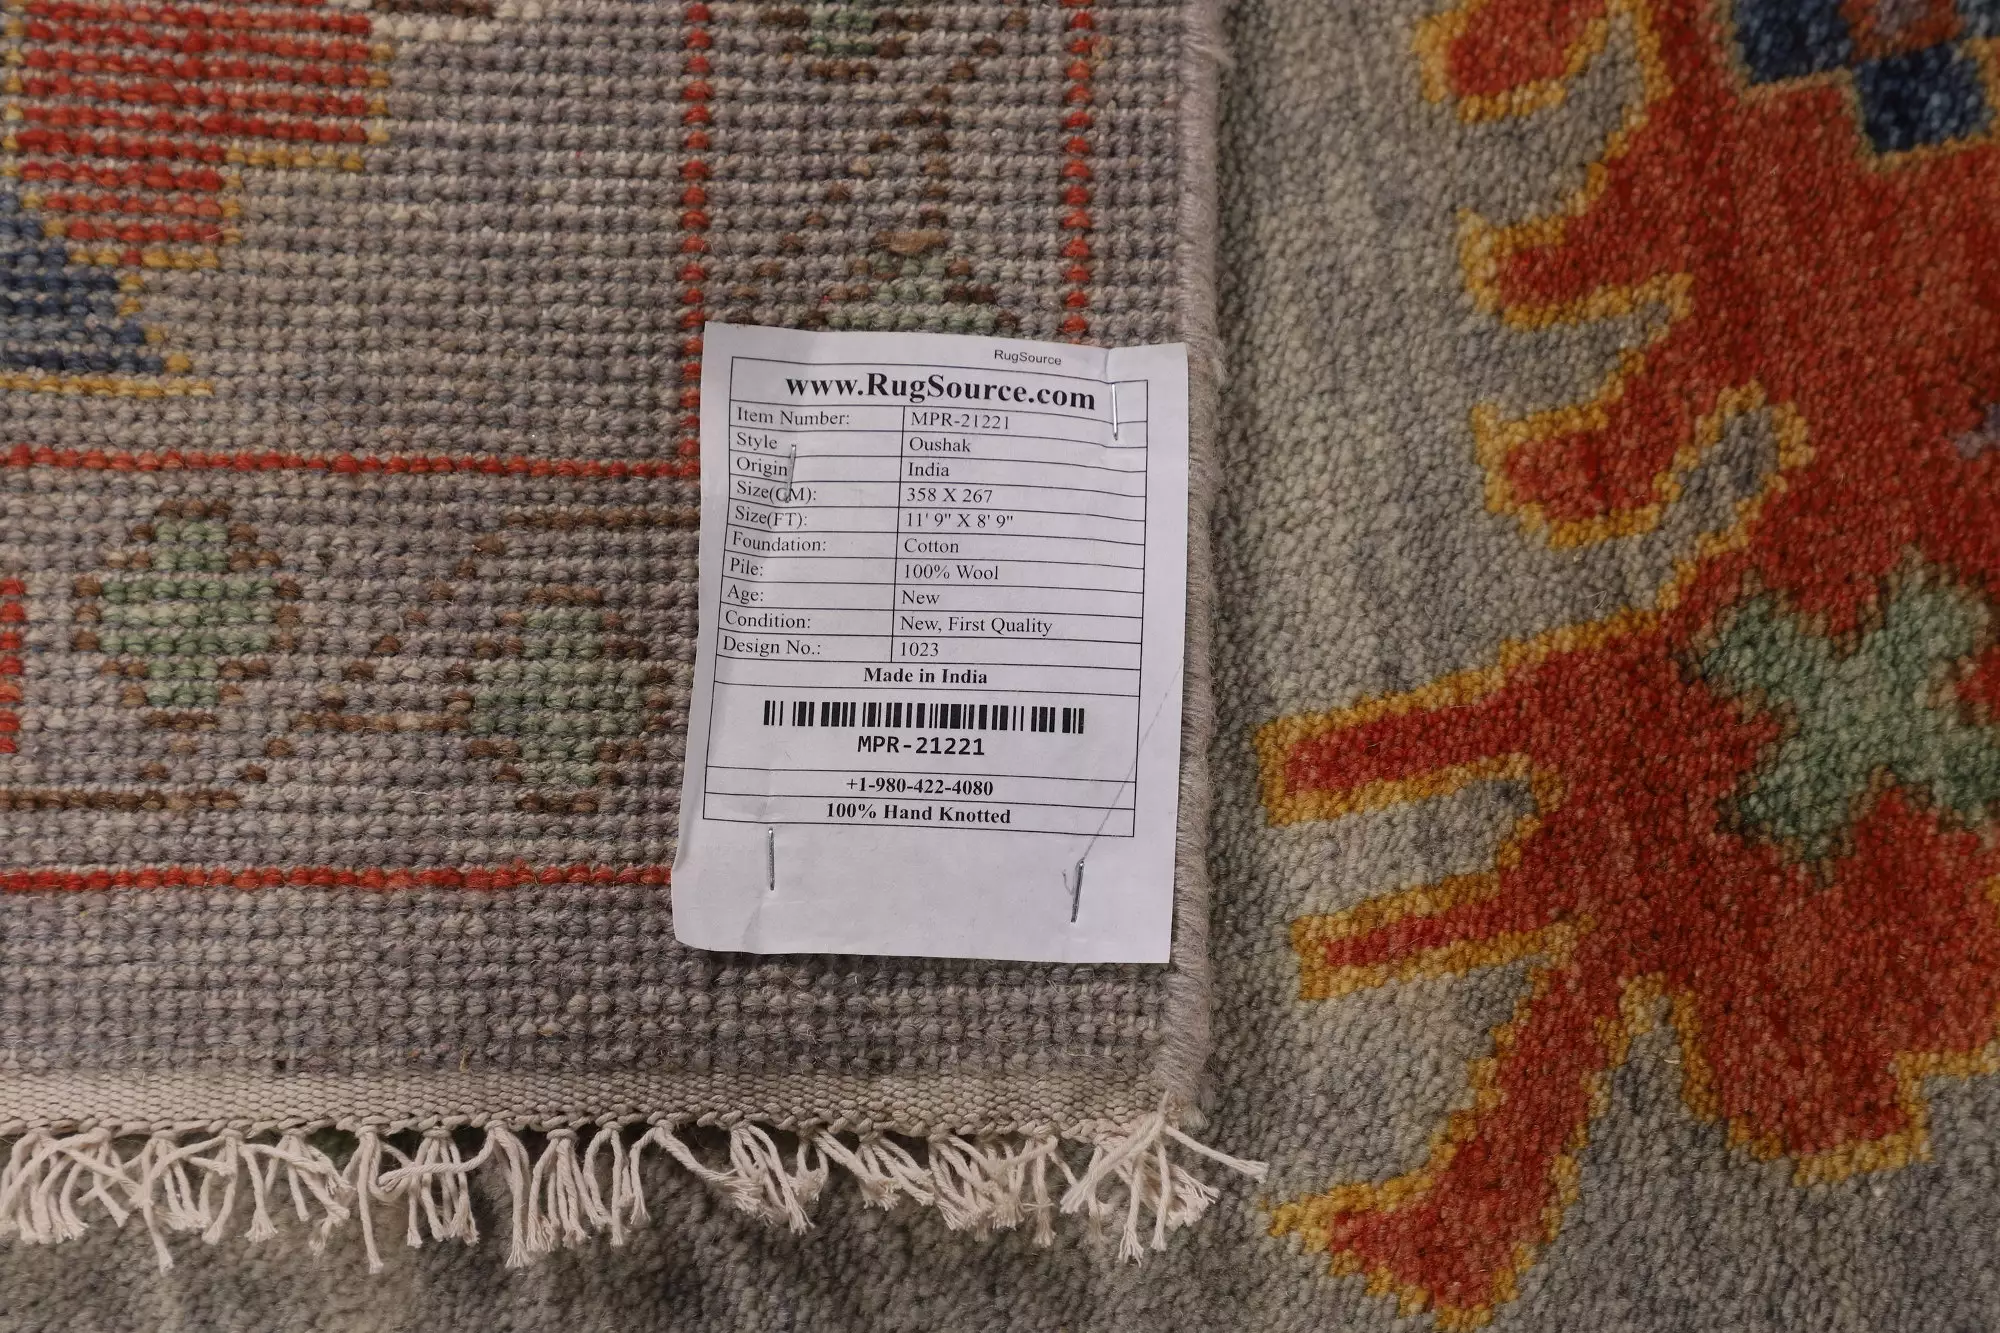 RugSource
www.RugSource.com
Item Number: MPR-21221
Style Oushak
Origin India
Size(CM): 358 X 267
Size(FT): 11' 9" X 8' 9"
Foundation: Cotton
Pile: 100% Wool
Age: New
Condition: New, First Quality
Design No.: 1023
Made in India
MPR-21221
+1-980-422-4080
100% Hand Knotted